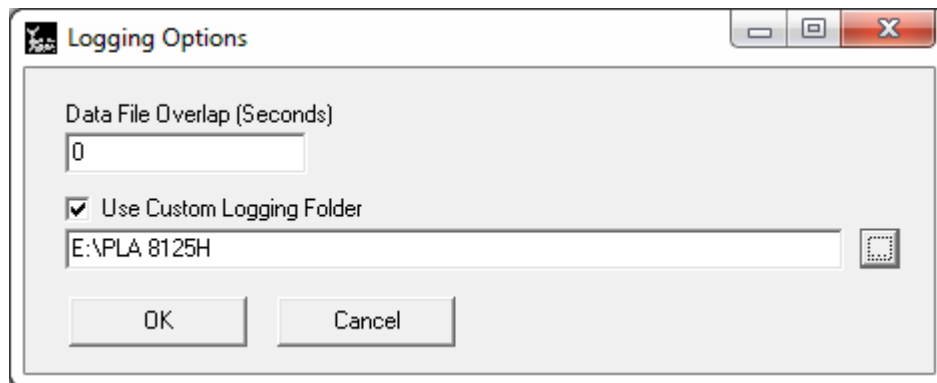 Logging Options
Data File Overlap (Seconds)
0
Use Custom Logging Folder
E:\PLA 8125H
...
OK Cancel